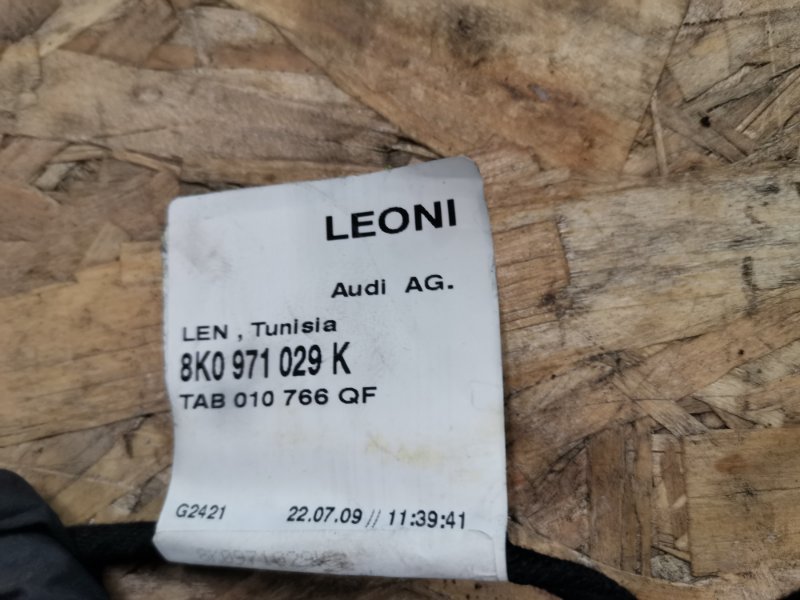 LEONI
Audi AG.
LEN , Tunisia
8K0 971 029 K
TAB 010 766 QF
G2421 22.07.09 // 11:39:41